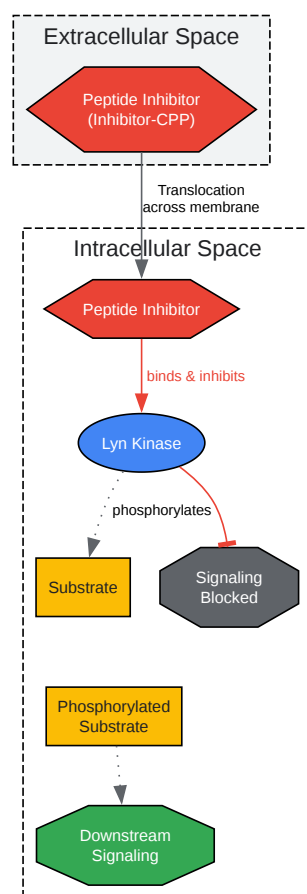 Extracellular Space
Peptide Inhibitor
(Inhibitor-CPP)
Translocation
across membrane
Intracellular Space
Peptide Inhibitor
binds & inhibits
Lyn Kinase
phosphorylates
Substrate
Signaling
Blocked
Phosphorylated
Substrate
Downstream
Signaling